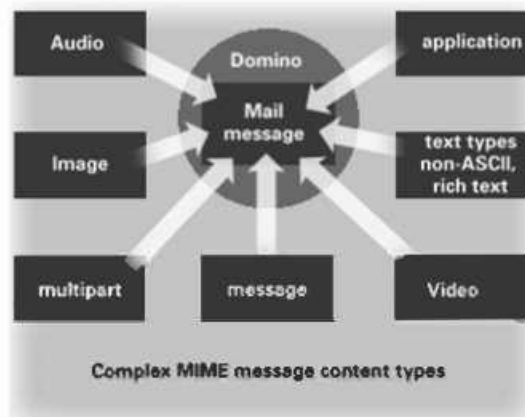 Audio
application
Domino
Mail
message
Image
text types
non-ASCII,
rich text
multipart
message
Video
Complex MIME message content types